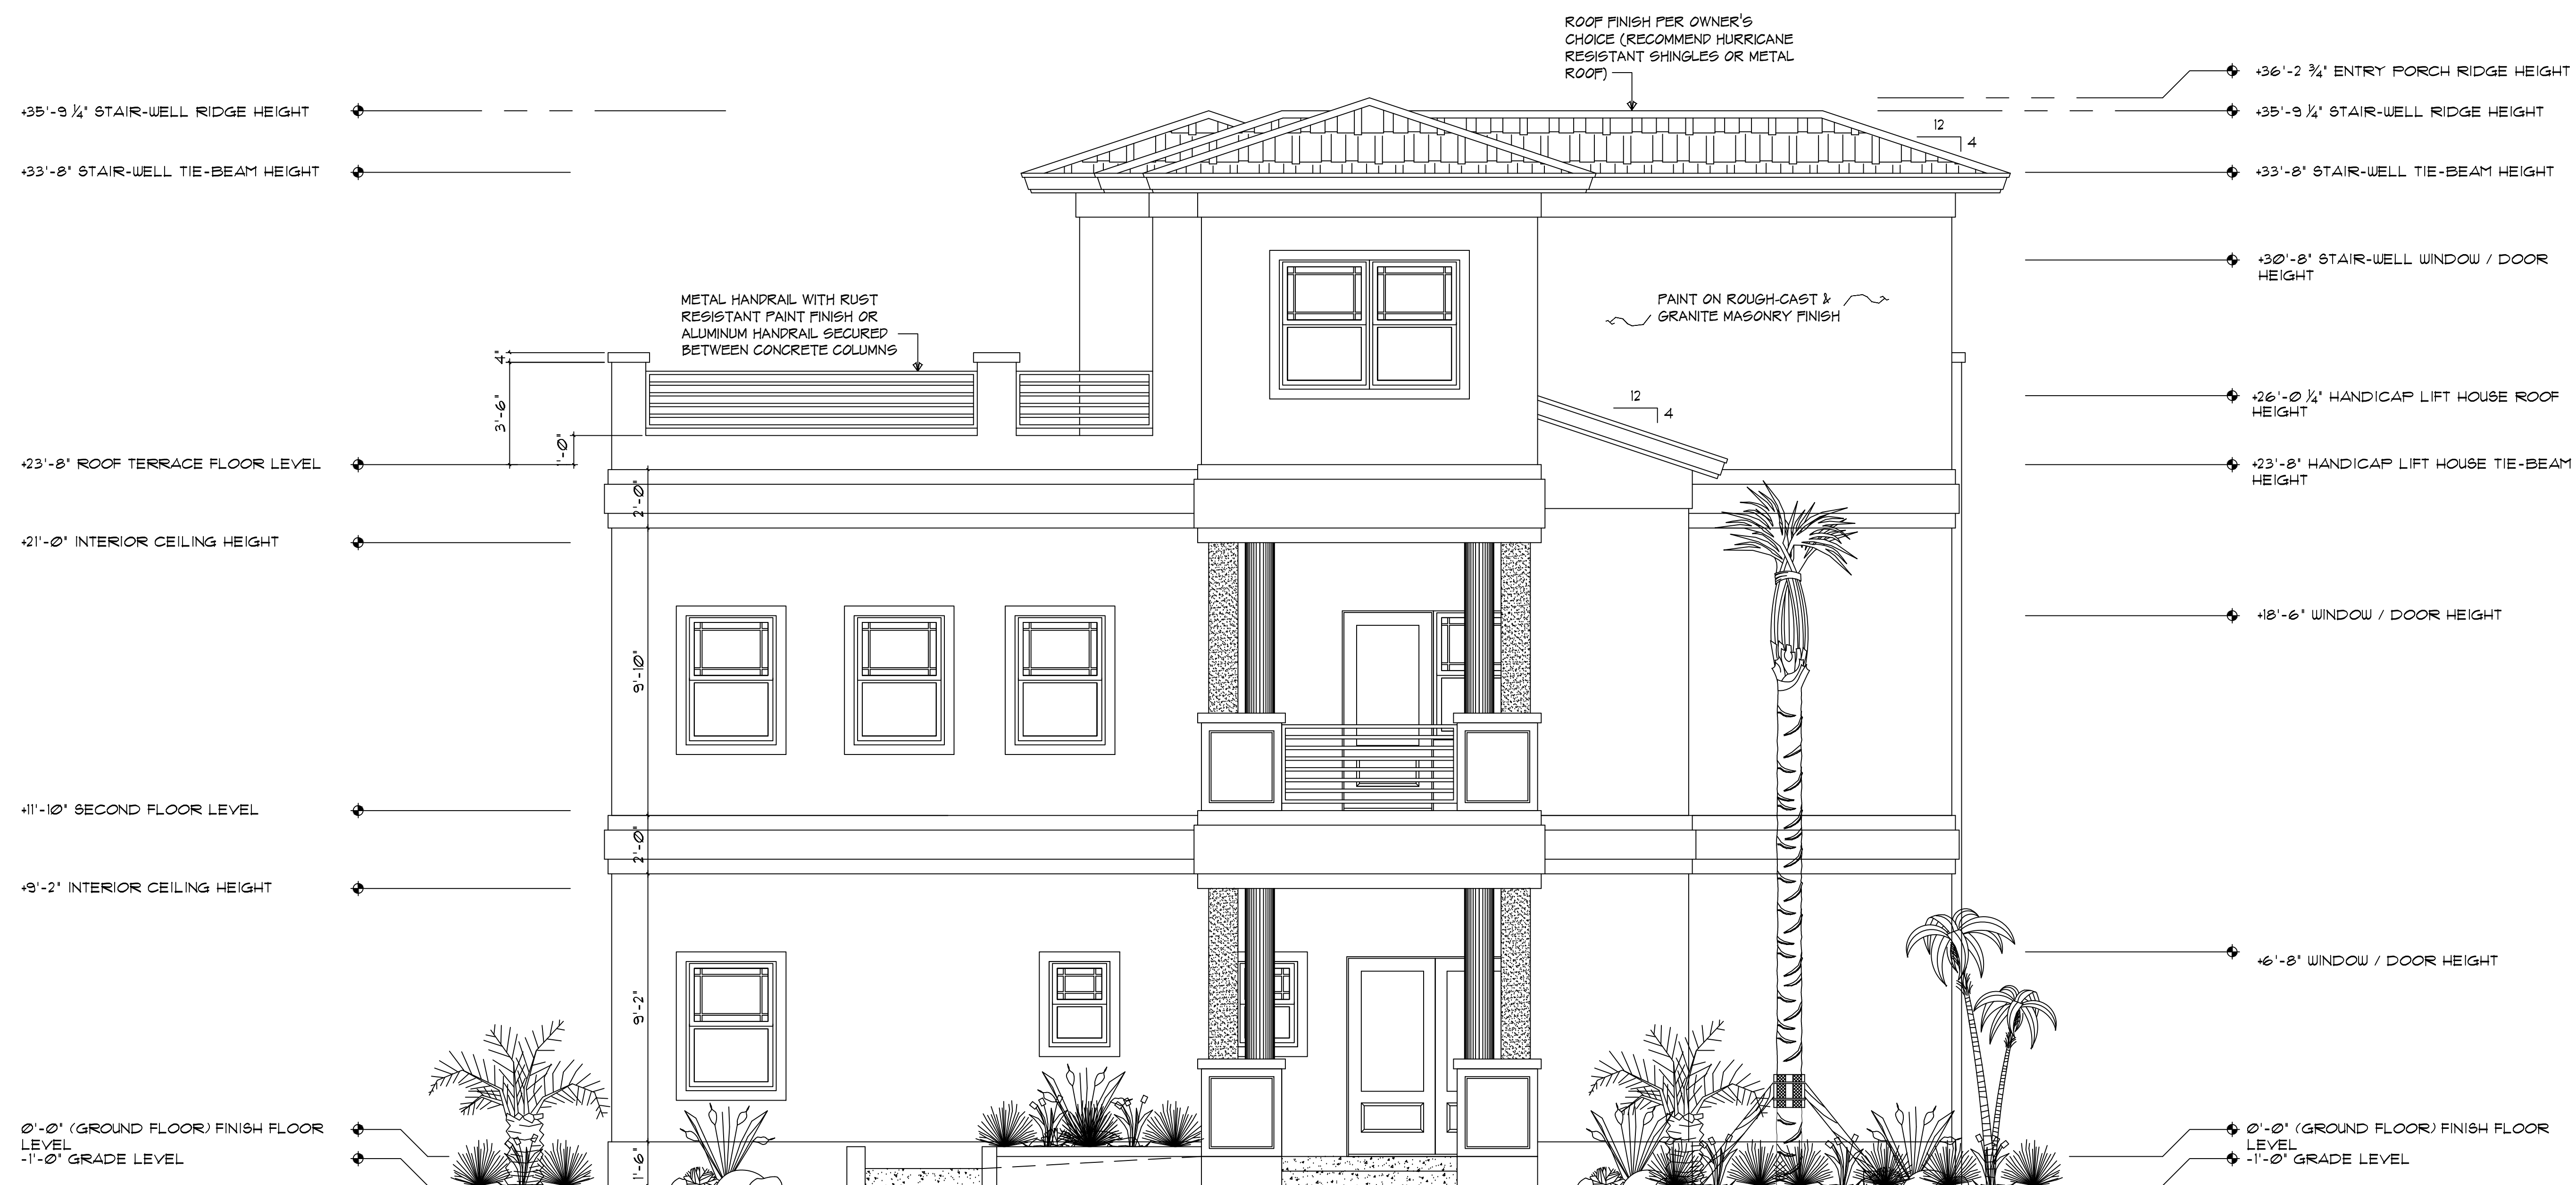 ROOF FINISH PER OWNER'S
CHOICE (RECOMMEND HURRICANE
RESISTANT SHINGLES OR METAL
ROOF)
+36'-2 ¾" ENTRY PORCH RIDGE HEIGHT
+35'-9 ¼" STAIR-WELL RIDGE HEIGHT
+35'-9 ¼" STAIR-WELL RIDGE HEIGHT
12
4
+33'-8" STAIR-WELL TIE-BEAM HEIGHT
+33'-8" STAIR-WELL TIE-BEAM HEIGHT
+30'-8" STAIR-WELL WINDOW / DOOR
HEIGHT
METAL HANDRAIL WITH RUST
RESISTANT PAINT FINISH OR
ALUMINUM HANDRAIL SECURED
BETWEEN CONCRETE COLUMNS
PAINT ON ROUGH-CAST &
GRANITE MASONRY FINISH
4"
3'-6"
1'-0"
12
4
+26'-0 ¼" HANDICAP LIFT HOUSE ROOF
HEIGHT
+23'-8" ROOF TERRACE FLOOR LEVEL
+23'-8" HANDICAP LIFT HOUSE TIE-BEAM
HEIGHT
2'-0"
+21'-0" INTERIOR CEILING HEIGHT
+18'-6" WINDOW / DOOR HEIGHT
9'-10"
+11'-10" SECOND FLOOR LEVEL
2'-0"
+9'-2" INTERIOR CEILING HEIGHT
+6'-8" WINDOW / DOOR HEIGHT
9'-2"
0'-0" (GROUND FLOOR) FINISH FLOOR
LEVEL
-1'-0" GRADE LEVEL
1'-6"
0'-0" (GROUND FLOOR) FINISH FLOOR
LEVEL
-1'-0" GRADE LEVEL